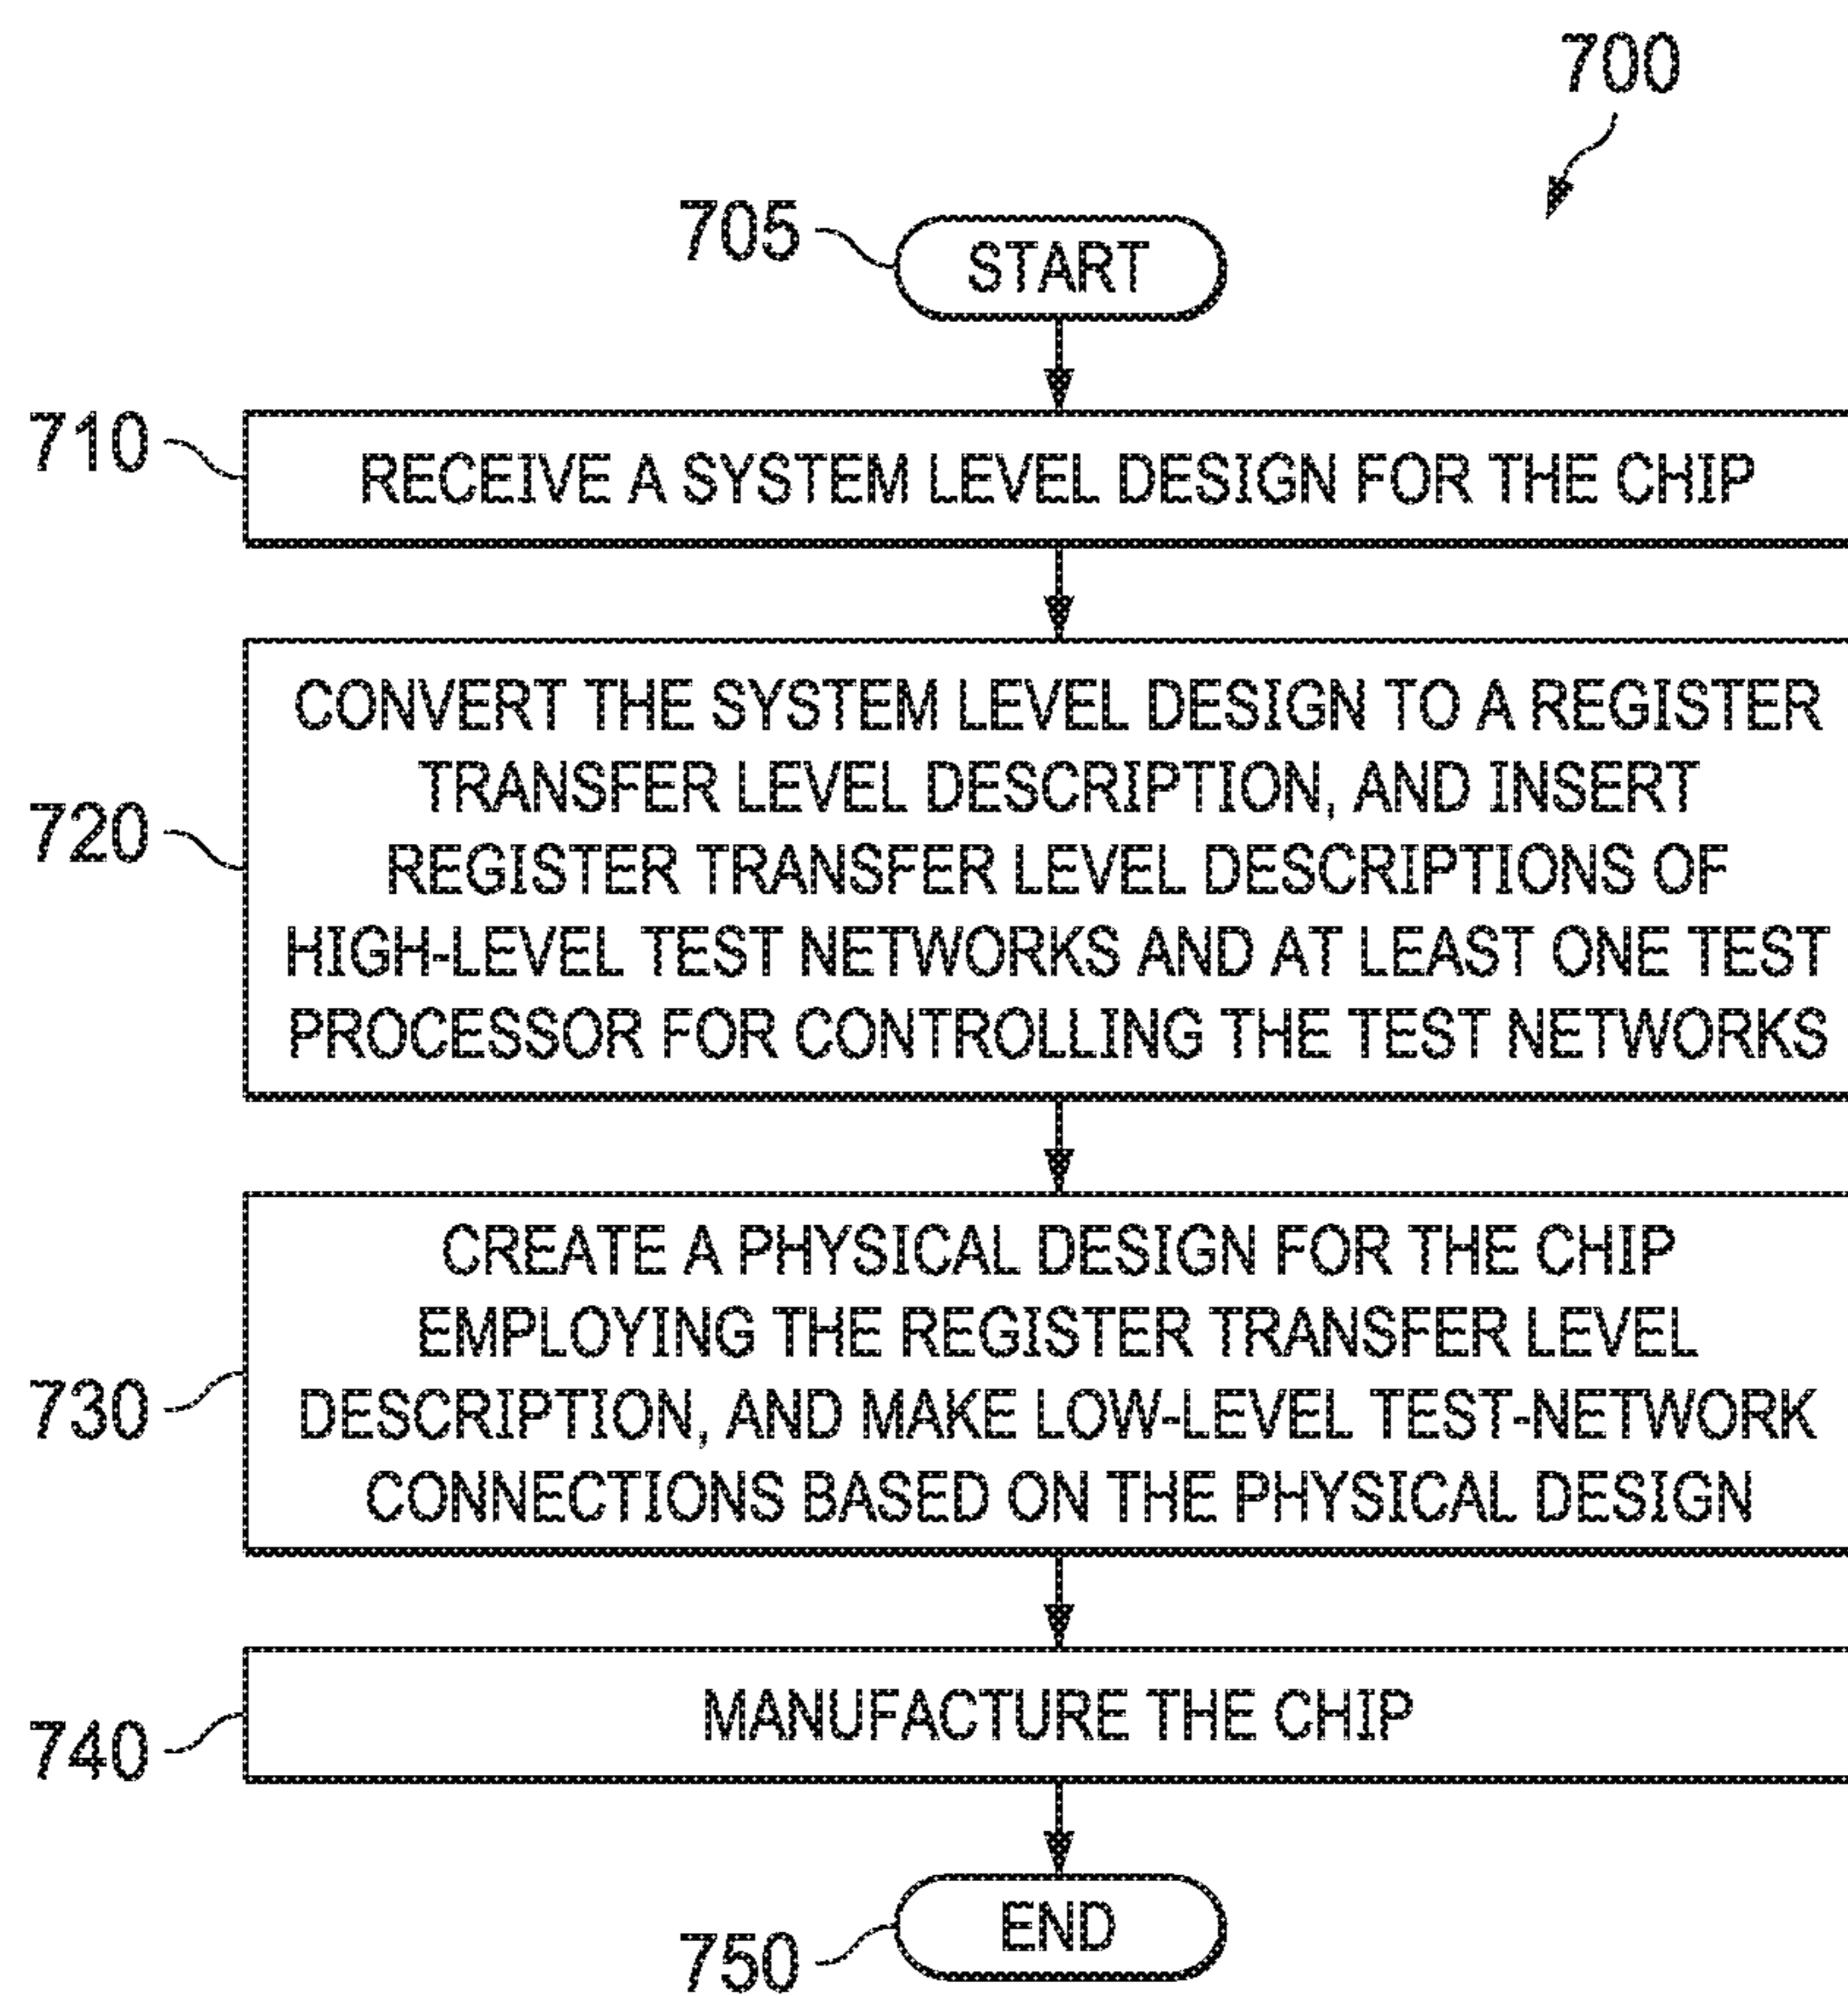 700
705
START
710
RECEIVE A SYSTEM LEVEL DESIGN FOR THE CHIP
720
CONVERT THE SYSTEM LEVEL DESIGN TO A REGISTER
TRANSFER LEVEL DESCRIPTION, AND INSERT
REGISTER TRANSFER LEVEL DESCRIPTIONS OF
HIGH-LEVEL TEST NETWORKS AND AT LEAST ONE TEST
PROCESSOR FOR CONTROLLING THE TEST NETWORKS
730
CREATE A PHYSICAL DESIGN FOR THE CHIP
EMPLOYING THE REGISTER TRANSFER LEVEL
DESCRIPTION, AND MAKE LOW-LEVEL TEST-NETWORK
CONNECTIONS BASED ON THE PHYSICAL DESIGN
740
MANUFACTURE THE CHIP
750
END